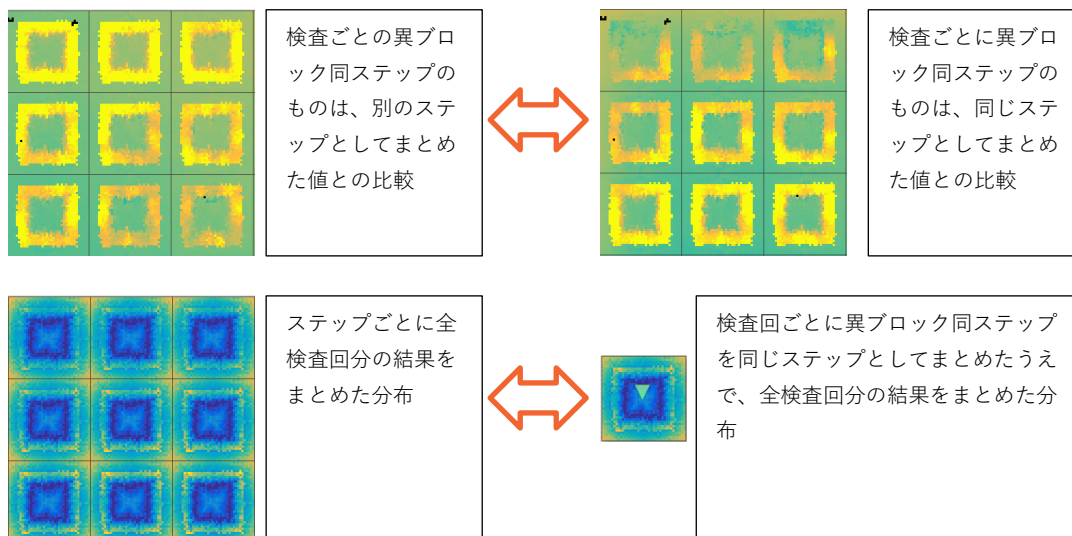 検査ごとの異ブロ
ック同ステップの
ものは、別のステ
ップとしてまとめ
た値との比較
検査ごとに異ブロ
ック同ステップの
ものは、同じステ
ップとしてまとめ
た値との比較
ステップごとに全
検査回分の結果を
まとめた分布
検査回ごとに異ブロック同ステップ
を同じステップとしてまとめたうえ
で、全検査回分の結果をまとめた分
布